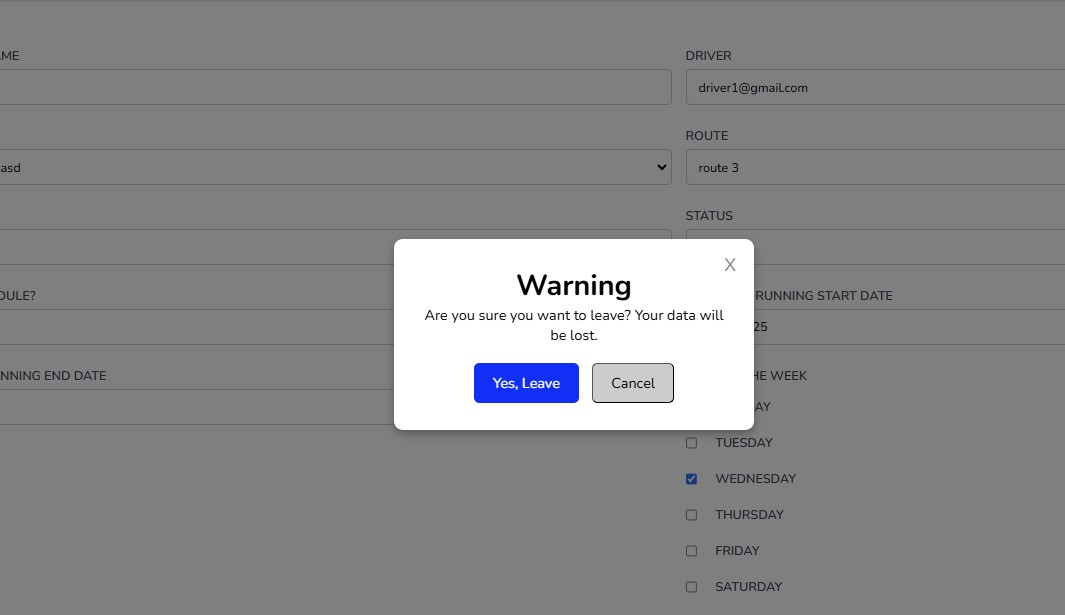 AME
DRIVER
driver1@gmail.com
ROUTE
asd
route 3
STATUS
X
Warning
Are you sure you want to leave? Your data will
be lost.
Yes, Leave
Cancel
DULE?
RUNNING START DATE
25
NNING END DATE
HE WEEK
AY
TUESDAY
WEDNESDAY
THURSDAY
FRIDAY
SATURDAY